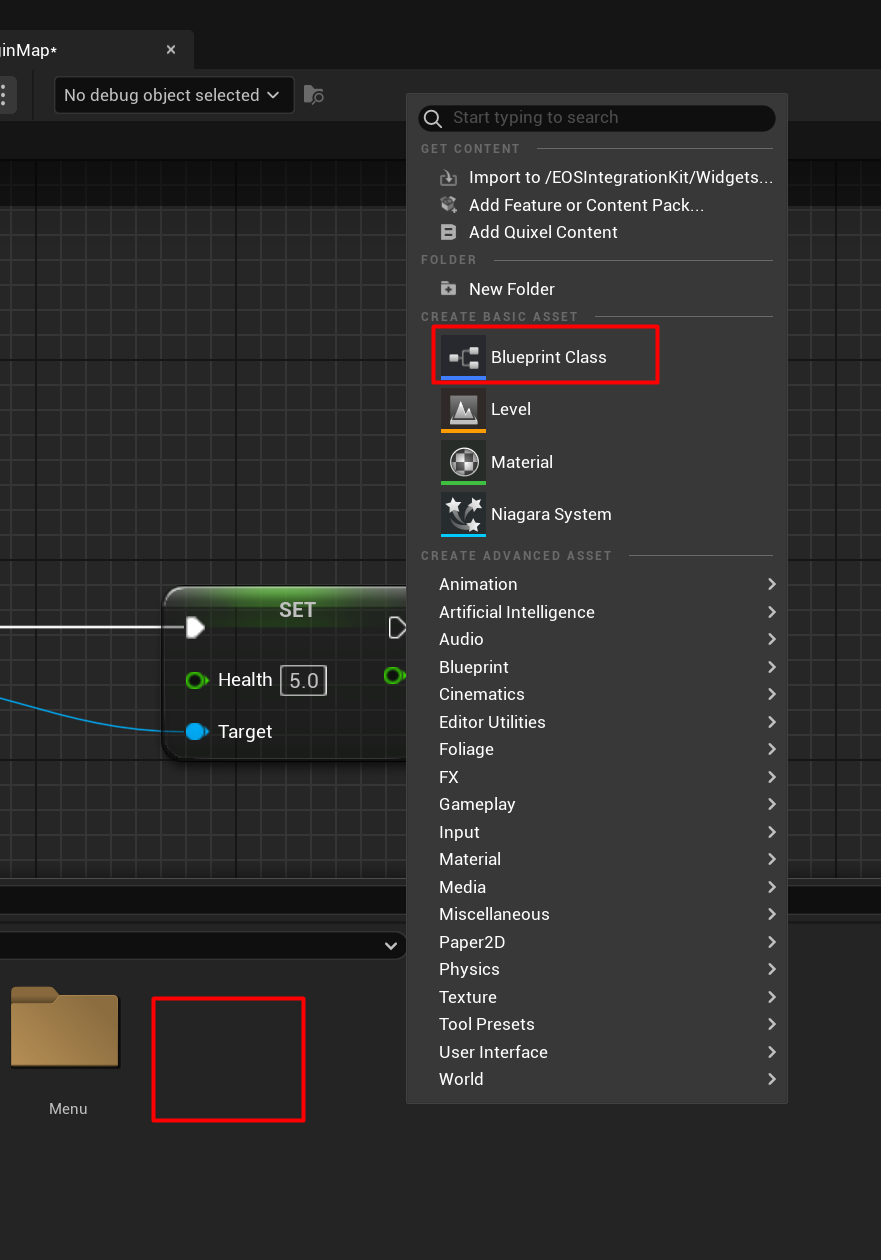 inMap*
No debug object selected
Start typing to search
GET CONTENT
Import to /EOSIntegrationKit/Widgets...
Add Feature or Content Pack...
Add Quixel Content
FOLDER
New Folder
CREATE BASIC ASSET
Blueprint Class
Level
Material
Niagara System
CREATE ADVANCED ASSET
Animation
Artificial Intelligence
Audio
Blueprint
Cinematics
Editor Utilities
Foliage
FX
Gameplay
Input
Material
Media
Miscellaneous
Paper2D
Physics
Texture
Tool Presets
User Interface
World
SET
Health 5.0
Target
Menu